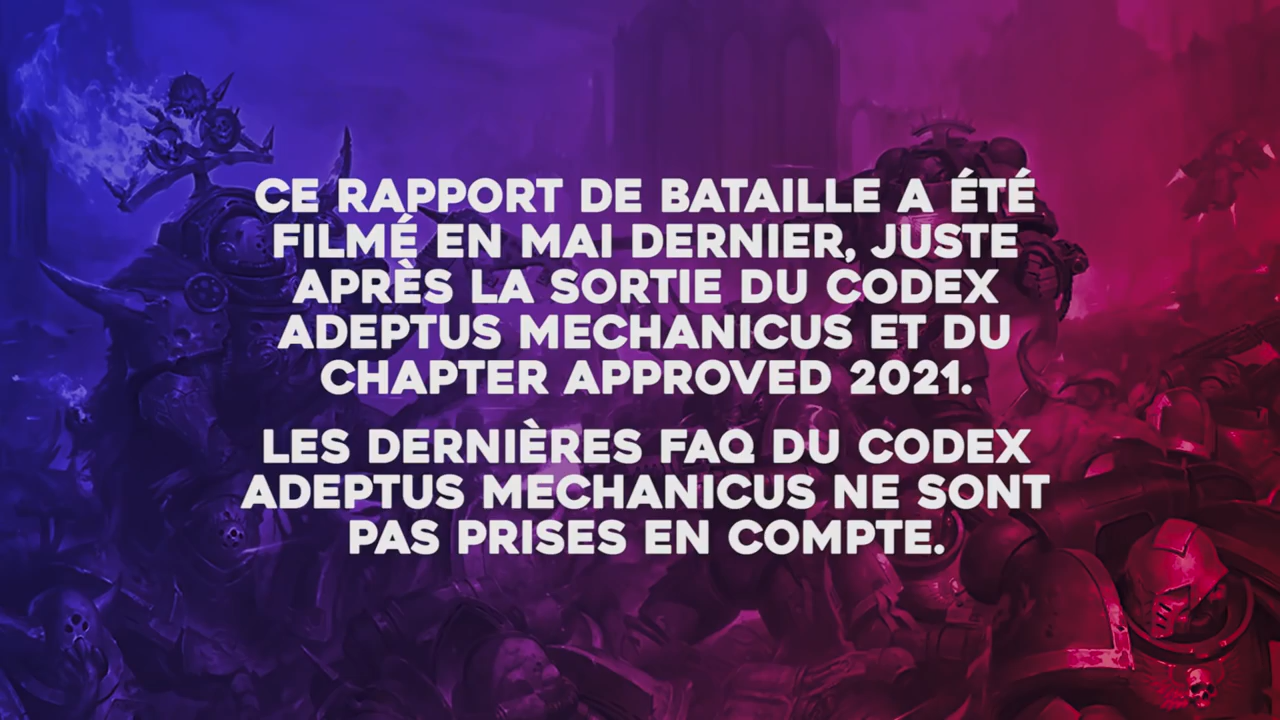 CE RAPPORT DE BATAILLE A ÉTÉ
FILMÉ EN MAI DERNIER, JUSTE
APRÈS LA SORTIE DU CODEX
ADEPTUS MECHANICUS ET DU
CHAPTER APPROVED 2021.
LES DERNIÈRES FAQ DU CODEX
ADEPTUS MECHANICUS NE SONT
PAS PRISES EN COMPTE.